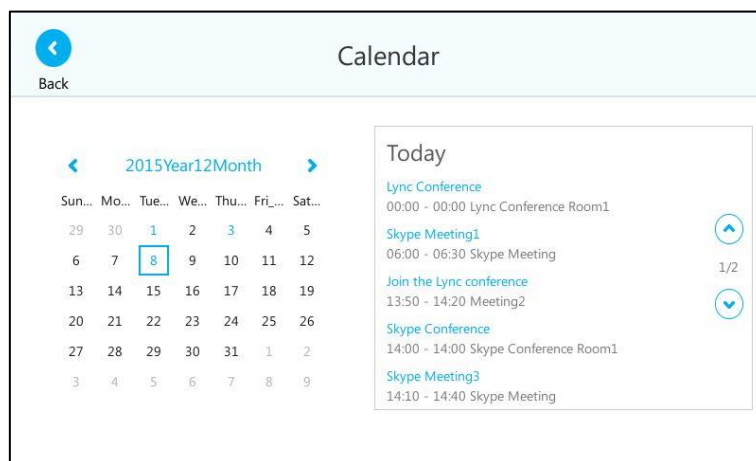 Calendar
Back
2015Year12Month
Sun... Mo... Tue... We... Thu... Fri_... Sat...
29 30 1 2 3 4 5
6 7 8 9 10 11 12
13 14 15 16 17 18 19
20 21 22 23 24 25 26
27 28 29 30 31 1 2
3 4 5 6 7 8 9
Today
Lync Conference
00:00 - 00:00 Lync Conference Room1
Skype Meeting1
06:00 - 06:30 Skype Meeting
Join the Lync conference
13:50 - 14:20 Meeting2
Skype Conference
14:00 - 14:00 Skype Conference Room1
Skype Meeting3
14:10 - 14:40 Skype Meeting
1/2